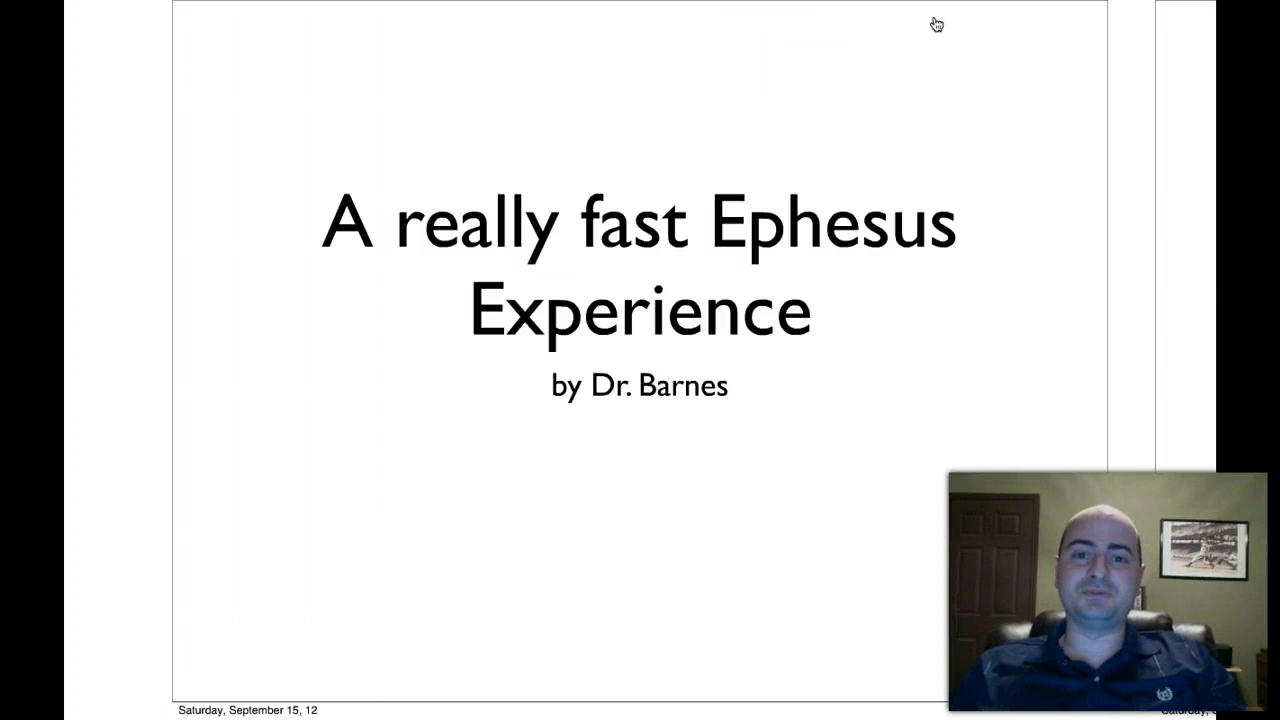 A really fast Ephesus
Experience
by Dr. Barnes
Saturday, September 15, 12